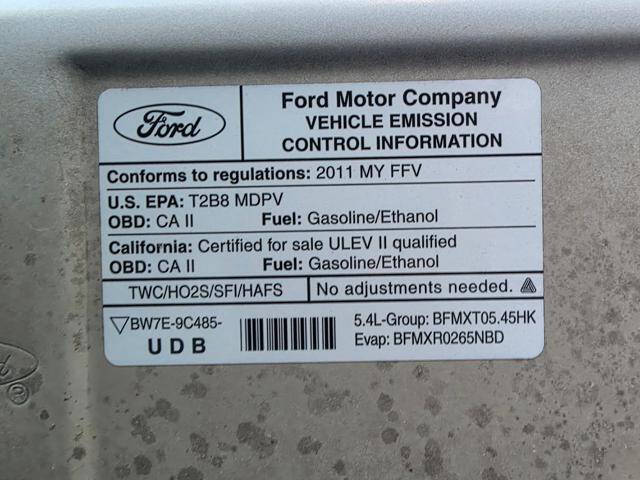 Ford
Ford Motor Company
VEHICLE EMISSION
CONTROL INFORMATION
Conforms to regulations: 2011 MY FFV
U.S. EPA: T2B8 MDPV
OBD: CA II Fuel: Gasoline/Ethanol
California: Certified for sale ULEV II qualified
OBD: CA II Fuel: Gasoline/Ethanol
TWC/HO2S/SFI/HAFS No adjustments needed.
BW7E-9C485-
UDB
5.4L-Group: BFMXT05.45HK
Evap: BFMXR0265NBD
®